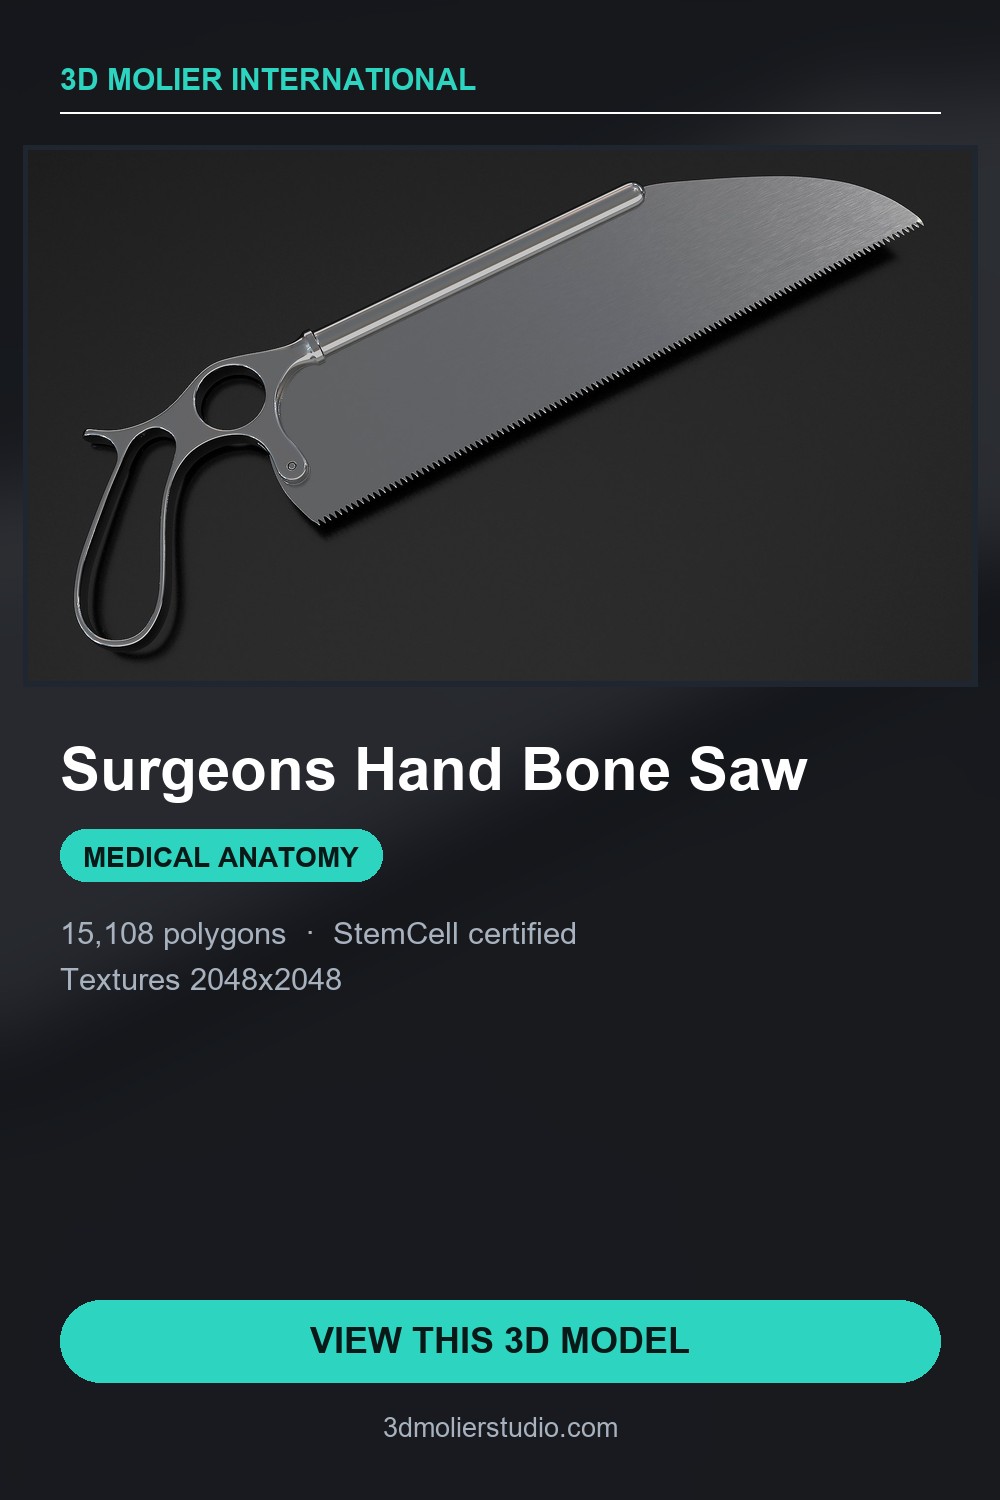 3D MOLIER INTERNATIONAL
Surgeons Hand Bone Saw
MEDICAL ANATOMY
15,108 polygons · StemCell certified
Textures 2048x2048
VIEW THIS 3D MODEL
3dmolierstudio.com